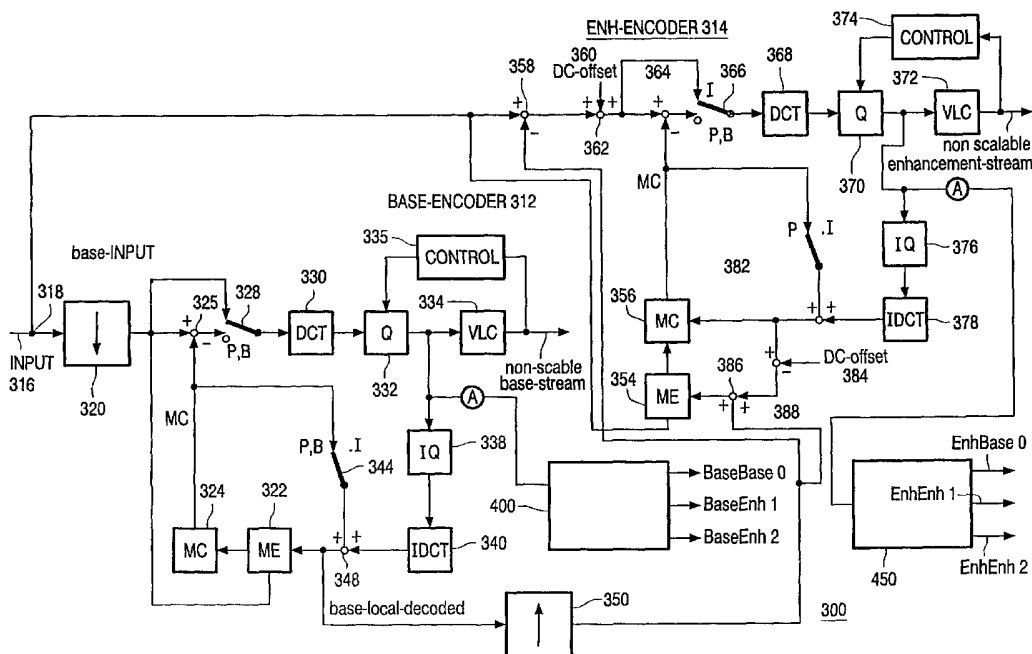 ENH-ENCODER 314
374
CONTROL
360
DC-offset
358
+
+
+
364
I
366
368
372
+
-
362
-
P,B
DCT
Q
VLC
370
non scalable
enhancement-stream
MC
A
BASE-ENCODER 312
335
CONTROL
P
.I
IQ
376
base-INPUT
382
318
325
328
330
334
356
+
-
P,B
DCT
Q
VLC
MC
+
+
IDCT
378
INPUT
316
332
non-scable
base-stream
320
354
ME
386
+
-
DC-offset
384
+
+
388
MC
A
P,B
.I
344
IQ
338
EnhBase 0
324
322
400
BaseBase 0
BaseEnh 1
BaseEnh 2
EnhEnh 1
MC
ME
+
+
348
IDCT
340
450
EnhEnh 2
base-local-decoded
350
300